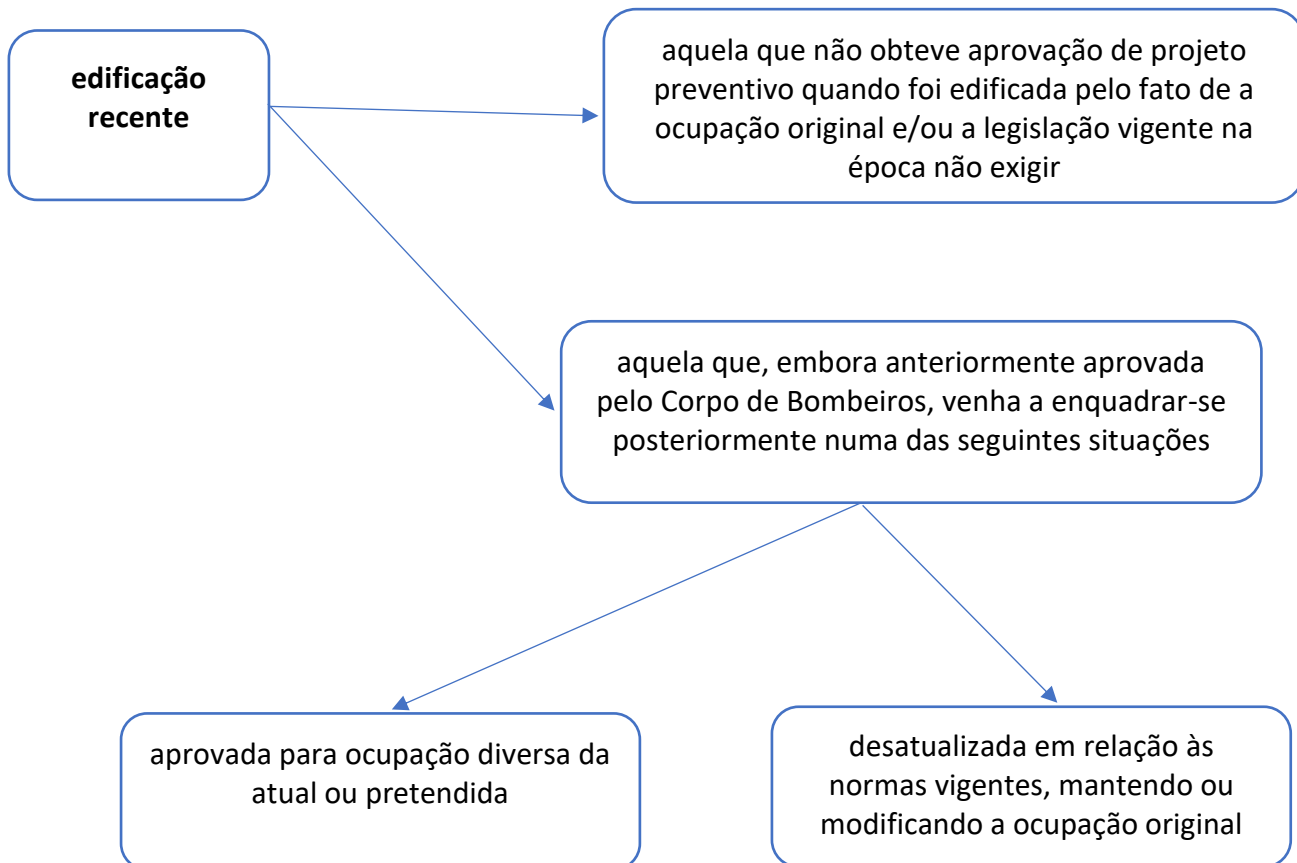 edificação
recente
aquela que não obteve aprovação de projeto
preventivo quando foi edificada pelo fato de a
ocupação original e/ou a legislação vigente na
época não exigir
aquela que, embora anteriormente aprovada
pelo Corpo de Bombeiros, venha a enquadrar-se
posteriormente numa das seguintes situações
aprovada para ocupação diversa da
atual ou pretendida
desatualizada em relação às
normas vigentes, mantendo ou
modificando a ocupação original